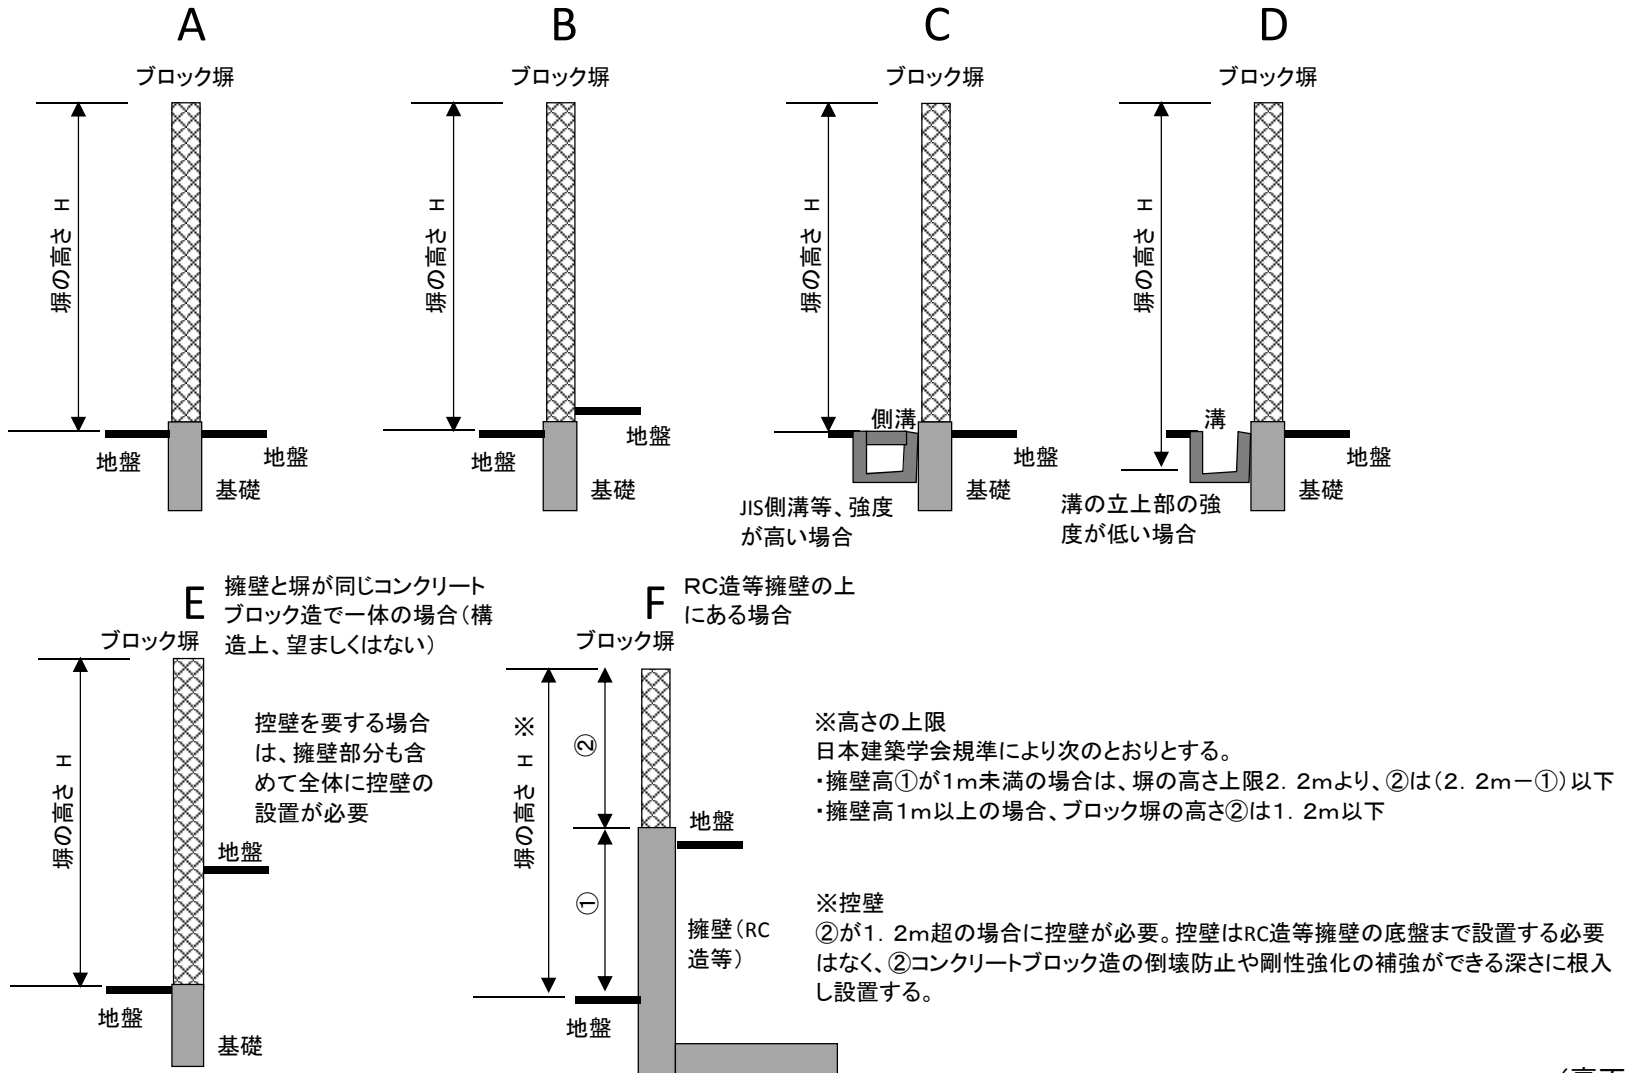 A
B
C
D
ブロック塀
ブロック塀
ブロック塀
ブロック塀
塀の高さ H
塀の高さ H
塀の高さ H
塀の高さ H
地盤
地盤
基礎
地盤
地盤
基礎
側溝
地盤
基礎
JIS側溝等、強度
が高い場合
溝
地盤
基礎
溝の立上部の強
度が低い場合
E
擁壁と塀が同じコンクリート
ブロック造で一体の場合(構
造上、望ましくはない)
ブロック塀
塀の高さ H
控壁を要する場合
は、擁壁部分も含
めて全体に控壁の
設置が必要
地盤
地盤
基礎
F
RC造等擁壁の上
にある場合
ブロック塀
塀の高さ H ※
②
①
地盤
擁壁(RC
造等)
地盤
※高さの上限
日本建築学会規準により次のとおりとする。
・擁壁高①が1m未満の場合は、塀の高さ上限2.2mより、②は(2.2m-①)以下
・擁壁高1m以上の場合、ブロック塀の高さ②は1.2m以下
※控壁
②が1.2m超の場合に控壁が必要。控壁はRC造等擁壁の底盤まで設置する必要
はなく、②コンクリートブロック造の倒壊防止や剛性強化の補強ができる深さに根入
し設置する。